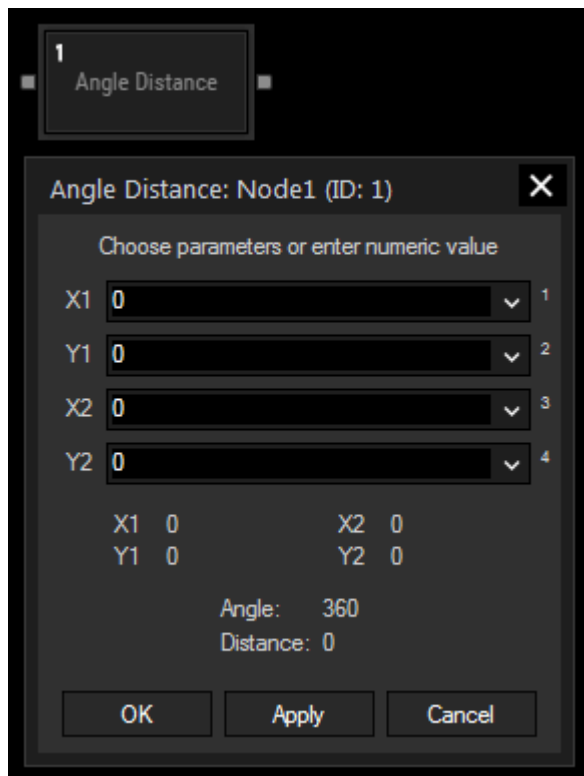 1
Angle Distance
Angle Distance: Node1 (ID: 1)
Choose parameters or enter numeric value
X1 0 1
Y1 0 2
X2 0 3
Y2 0 4
X1 0 X2 0
Y1 0 Y2 0
Angle: 360
Distance: 0
OK Apply Cancel